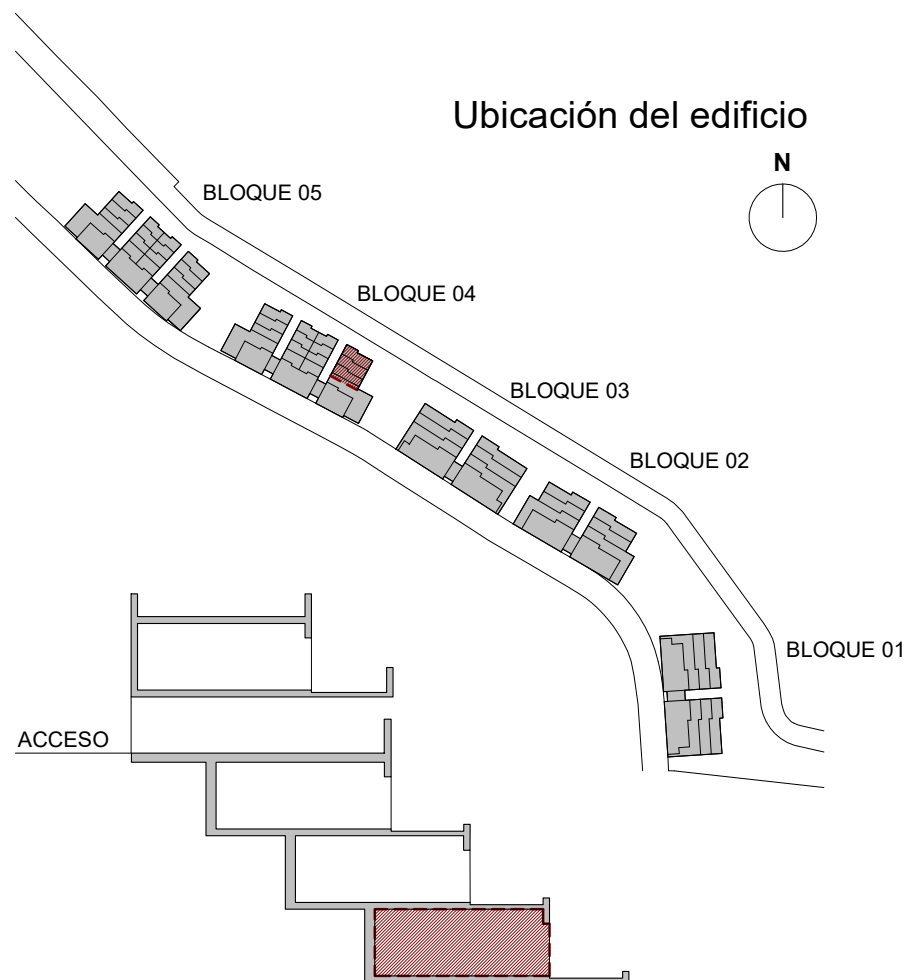 Ubicación del edificio
N
BLOQUE 05
BLOQUE 04
BLOQUE 03
BLOQUE 02
BLOQUE 01
ACCESO